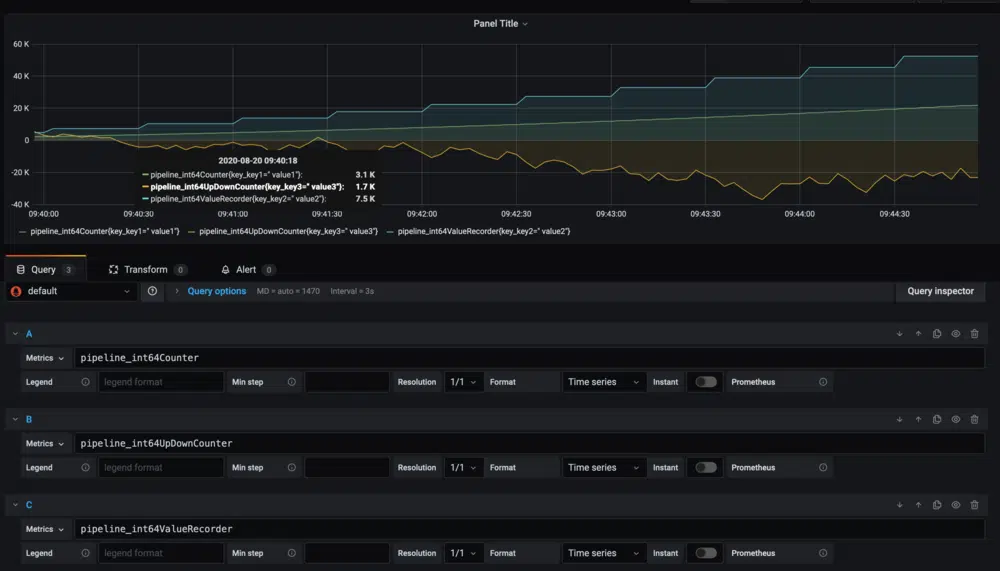 Panel Title
60 K
40 K
20 K
0
-20 K
-40 K
2020-08-20 09:40:18
pipeline_int64Counter{key_key1=" value1"}: 3.1 K
pipeline_int64UpDownCounter{key_key3=" value3"}: 1.7 K
pipeline_int64ValueRecorder{key_key2=" value2"}: 7.5 K
09:40:00 09:40:30 09:41:00 09:41:30 09:42:00 09:42:30 09:43:00 09:43:30 09:44:00 09:44:30
pipeline_int64Counter{key_key1=" value1"} pipeline_int64UpDownCounter{key_key3=" value3"} pipeline_int64ValueRecorder{key_key2=" value2"}
Query 3 Transform 0 Alert 0
default Query options MD = auto = 1470 Interval = 3s Query inspector
A
Metrics pipeline_int64Counter
Legend legend format Min step Resolution 1/1 Format Time series Instant Prometheus
B
Metrics pipeline_int64UpDownCounter
Legend legend format Min step Resolution 1/1 Format Time series Instant Prometheus
C
Metrics pipeline_int64ValueRecorder
Legend legend format Min step Resolution 1/1 Format Time series Instant Prometheus